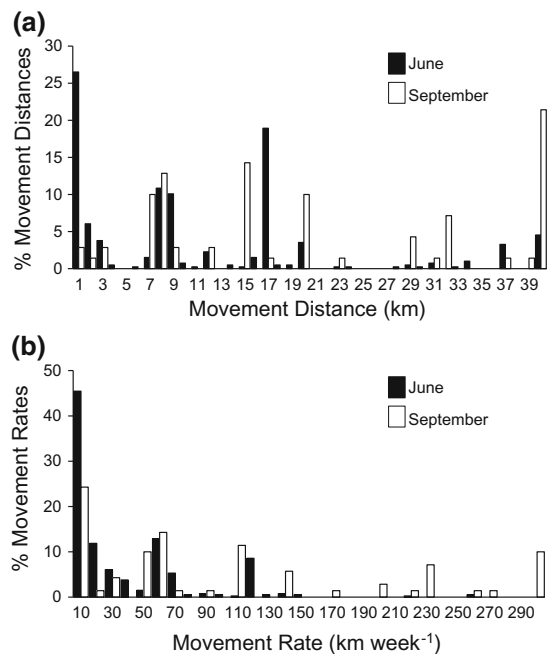 (a)
30
25
20
15
10
5
0
% Movement Distances
June
September
1 3 5 7 9 11 13 15 17 19 21 23 25 27 29 31 33 35 37 39
Movement Distance (km)
(b)
50
40
30
20
10
0
% Movement Rates
June
September
10 30 50 70 90 110 130 150 170 190 210 230 250 270 290
Movement Rate (km week⁻¹)